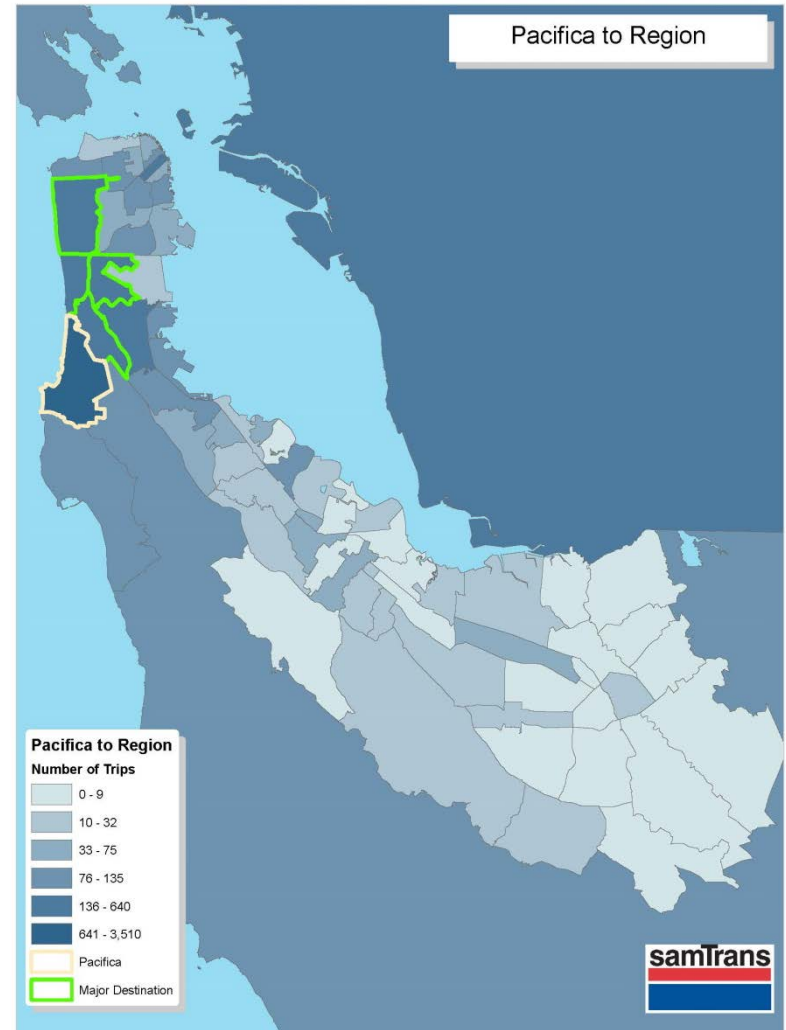 Pacifica to Region
Pacifica to Region
Number of Trips
0 - 9
10 - 32
33 - 75
76 - 135
136 - 640
641 - 3,510
Pacifica
Major Destination
samTrans